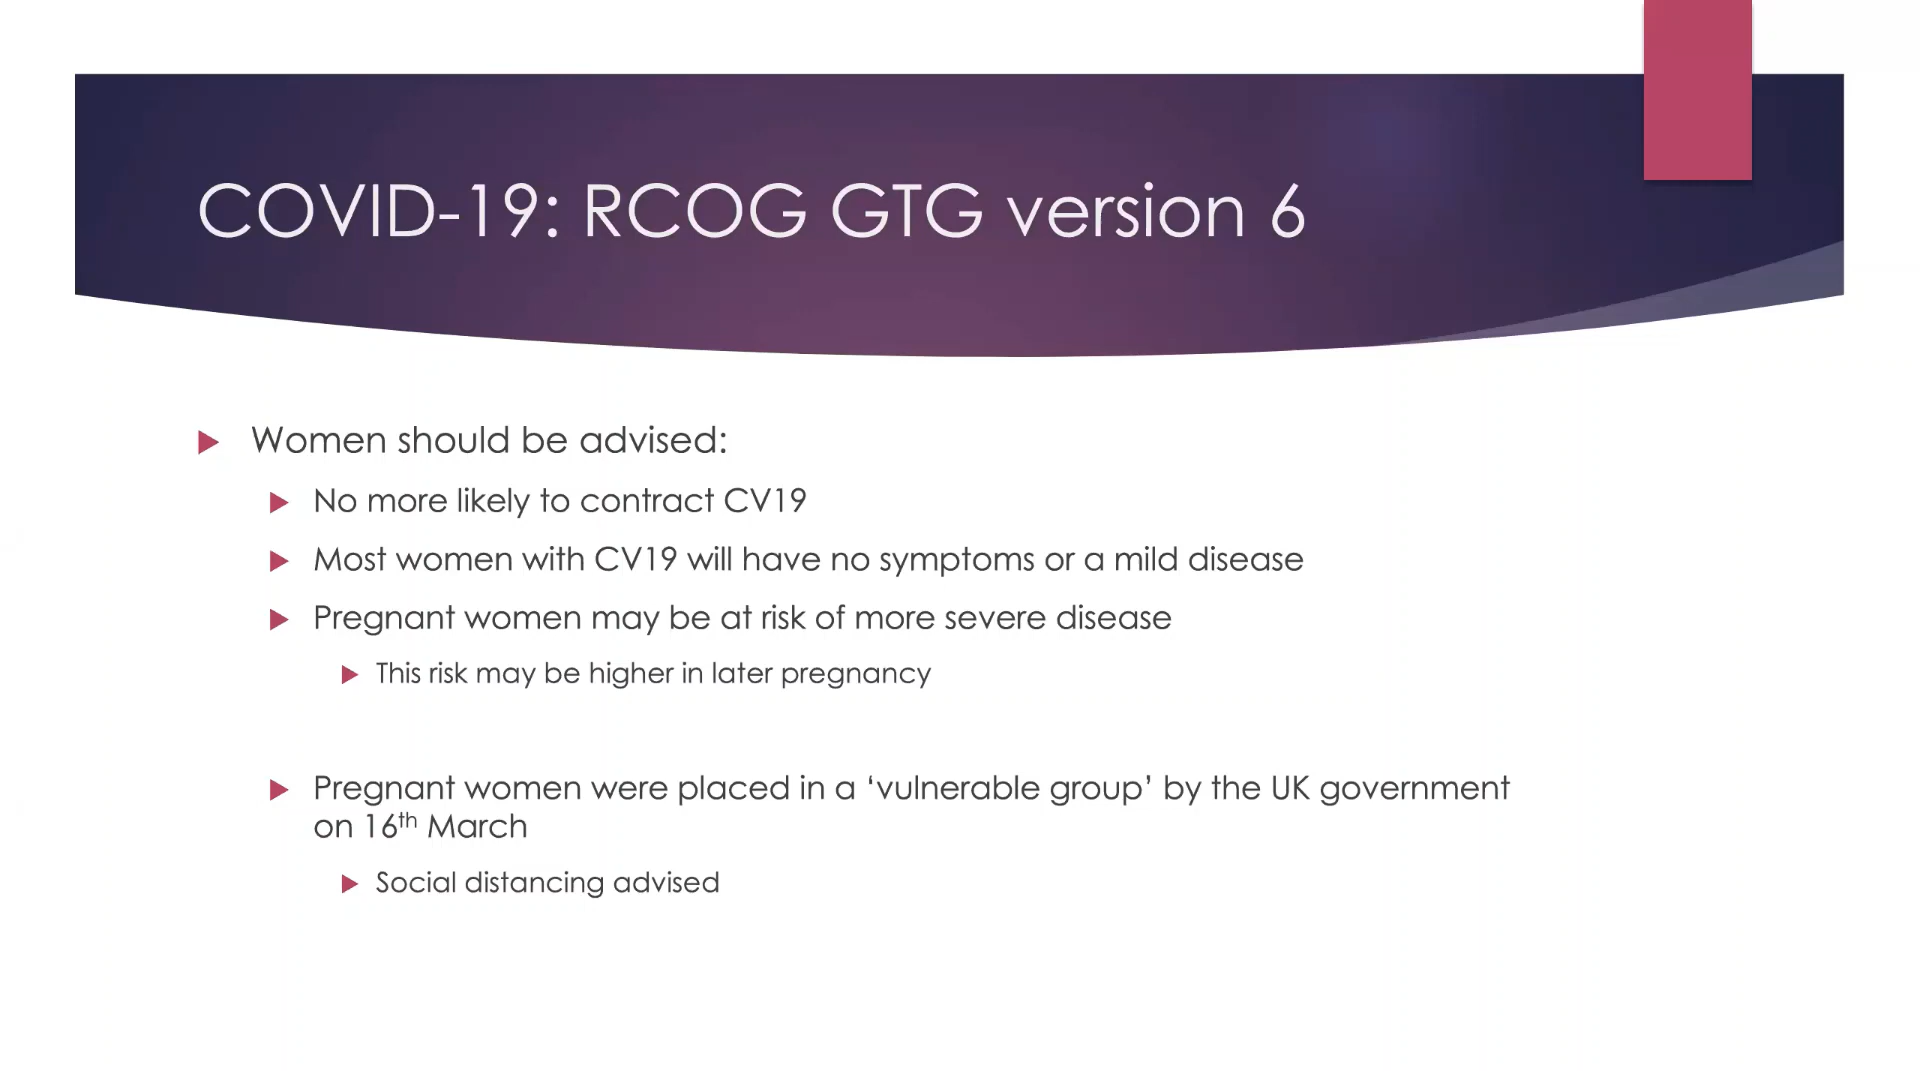 COVID-19: RCOG GTG version 6
Women should be advised:
No more likely to contract CV19
Most women with CV19 will have no symptoms or a mild disease
Pregnant women may be at risk of more severe disease
This risk may be higher in later pregnancy
Pregnant women were placed in a ‘vulnerable group’ by the UK government
on 16th March
Social distancing advised